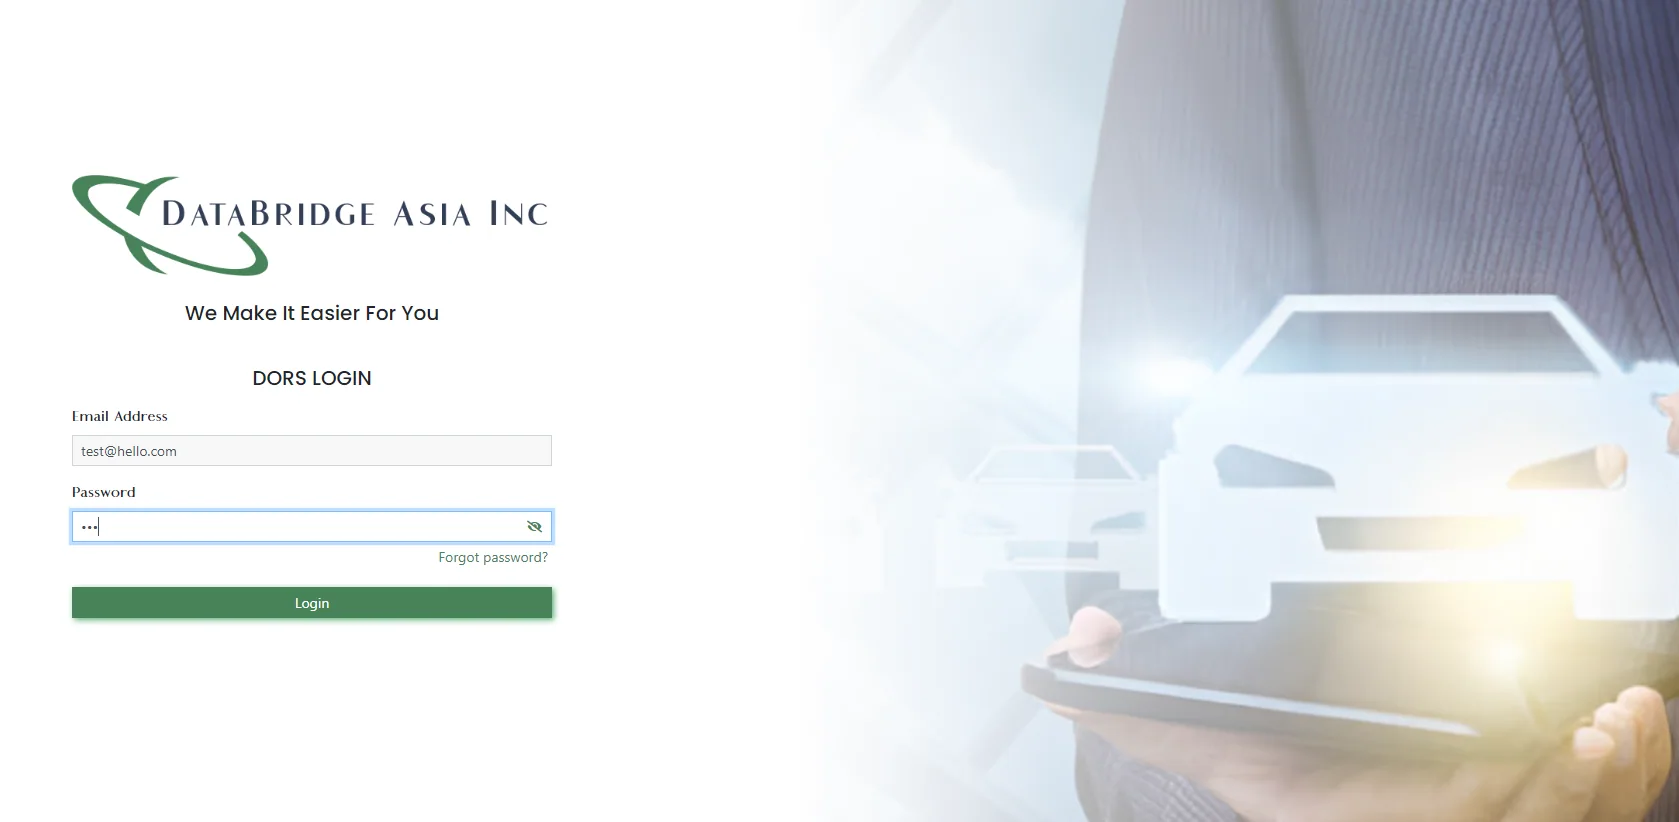 DATABRIDGE ASIA INC
We Make It Easier For You
DORS LOGIN
Email Address
test@hello.com
Password
•••
Forgot password?
Login